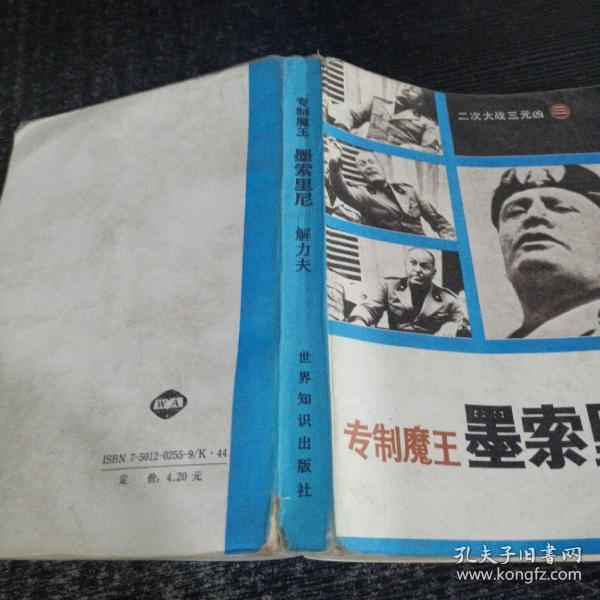 二次大战三元凶 三
专制魔王 墨索里
专制魔王 墨索里尼 解力夫 世界知识出版社
WA
ISBN 7-5012-0255-9/K·44
定 价: 4.20 元
孔夫子旧书网
www.kongfz.com